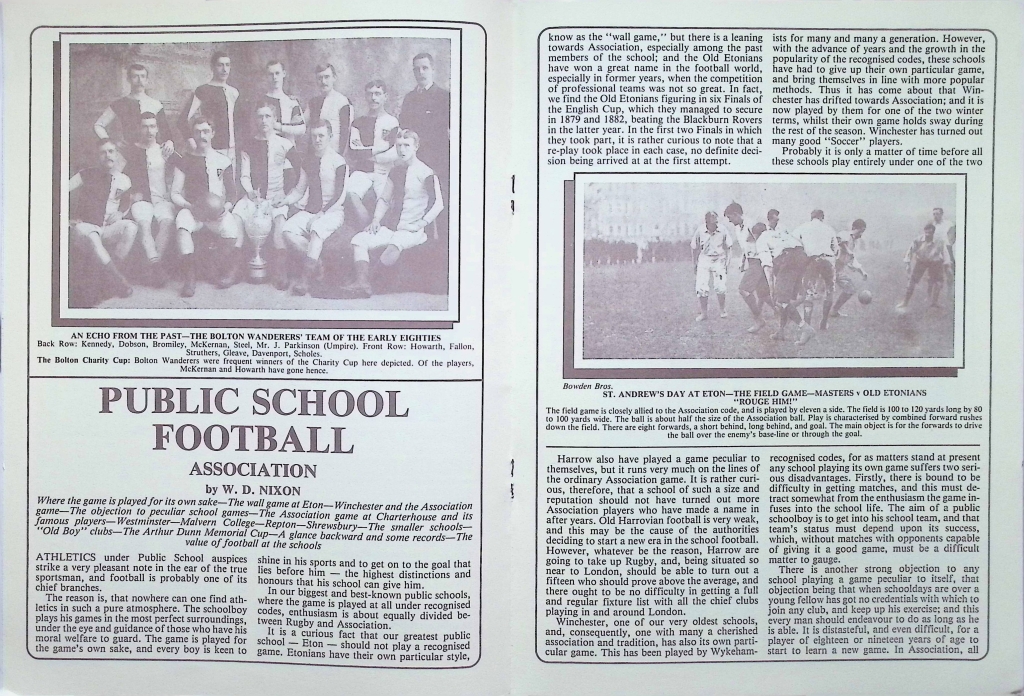 AN ECHO FROM THE PAST—THE BOLTON WANDERERS' TEAM OF THE EARLY EIGHTIES
Back Row: Kennedy, Dobson, Bromiley, McKernan, Steel, Mr. J. Parkinson (Umpire). Front Row: Howarth, Fallon,
Struthers, Gleave, Davenport, Scholes.
The Bolton Charity Cup: Bolton Wanderers were frequent winners of the Charity Cup here depicted. Of the players,
McKernan and Howarth have gone hence.
PUBLIC SCHOOL
FOOTBALL
ASSOCIATION
by W. D. NIXON
Where the game is played for its own sake—The wall game at Eton—Winchester and the Association
game—The objection to peculiar school games—The Association game at Charterhouse and its
famous players—Westminster—Malvern College—Repton—Shrewsbury—The smaller schools—
"Old Boy" clubs—The Arthur Dunn Memorial Cup—A glance backward and some records—The
value of football at the schools
ATHLETICS under Public School auspices
strike a very pleasant note in the ear of the true
sportsman, and football is probably one of its
chief branches.
The reason is, that nowhere can one find ath-
letics in such a pure atmosphere. The schoolboy
plays his games in the most perfect surroundings,
under the eye and guidance of those who have his
moral welfare to guard. The game is played for
the game's own sake, and every boy is keen to
shine in his sports and to get on to the goal that
lies before him — the highest distinctions and
honours that his school can give him.
In our biggest and best-known public schools,
where the game is played at all under recognised
codes, enthusiasm is about equally divided be-
tween Rugby and Association.
It is a curious fact that our greatest public
school — Eton — should not play a recognised
game. Etonians have their own particular style,
know as the "wall game," but there is a leaning
towards Association, especially among the past
members of the school; and the Old Etonians
have won a great name in the football world,
especially in former years, when the competition
of professional teams was not so great. In fact,
we find the Old Etonians figuring in six Finals of
the English Cup, which they managed to secure
in 1879 and 1882, beating the Blackburn Rovers
in the latter year. In the first two Finals in which
they took part, it is rather curious to note that a
re-play took place in each case, no definite deci-
sion being arrived at at the first attempt.
ists for many and many a generation. However,
with the advance of years and the growth in the
popularity of the recognised codes, these schools
have had to give up their own particular game,
and bring themselves in line with more popular
methods. Thus it has come about that Win-
chester has drifted towards Association; and it is
now played by them for one of the two winter
terms, whilst their own game holds sway during
the rest of the season. Winchester has turned out
many good "Soccer" players.
Probably it is only a matter of time before all
these schools play entirely under one of the two
Bowden Bros.
ST. ANDREW'S DAY AT ETON—THE FIELD GAME—MASTERS v OLD ETONIANS
"ROUGE HIM!"
The field game is closely allied to the Association code, and is played by eleven a side. The field is 100 to 120 yards long by 80
to 100 yards wide. The ball is about half the size of the Association ball. Play is characterised by combined forward rushes
down the field. There are eight forwards, a short behind, long behind, and goal. The main object is for the forwards to drive
the ball over the enemy's base-line or through the goal.
Harrow also have played a game peculiar to
themselves, but it runs very much on the lines of
the ordinary Association game. It is rather curi-
ous, therefore, that a school of such a size and
reputation should not have turned out more
Association players who have made a name in
after years. Old Harrovian football is very weak,
and this may be the cause of the authorities
deciding to start a new era in the school football.
However, whatever be the reason, Harrow are
going to take up Rugby, and, being situated so
near to London, should be able to turn out a
fifteen who should prove above the average, and
there ought to be no difficulty in getting a full
and regular fixture list with all the chief clubs
playing in and around London.
Winchester, one of our very oldest schools,
and, consequently, one with many a cherished
association and tradition, has also its own parti-
cular game. This has been played by Wykeham-
recognised codes, for as matters stand at present
any school playing its own game suffers two seri-
ous disadvantages. Firstly, there is bound to be
difficulty in getting matches, and this must de-
tract somewhat from the enthusiasm the game in-
fuses into the school life. The aim of a public
schoolboy is to get into his school team, and that
team's status must depend upon its success,
which, without matches with opponents capable
of giving it a good game, must be a difficult
matter to gauge.
There is another strong objection to any
school playing a game peculiar to itself, that
objection being that when schooldays are over a
young fellow has got no credentials with which to
join any club, and keep up his exercise; and this
every man should endeavour to do as long as he
is able. It is distasteful, and even difficult, for a
player of eighteen or nineteen years of age to
start to learn a new game. In Association, all